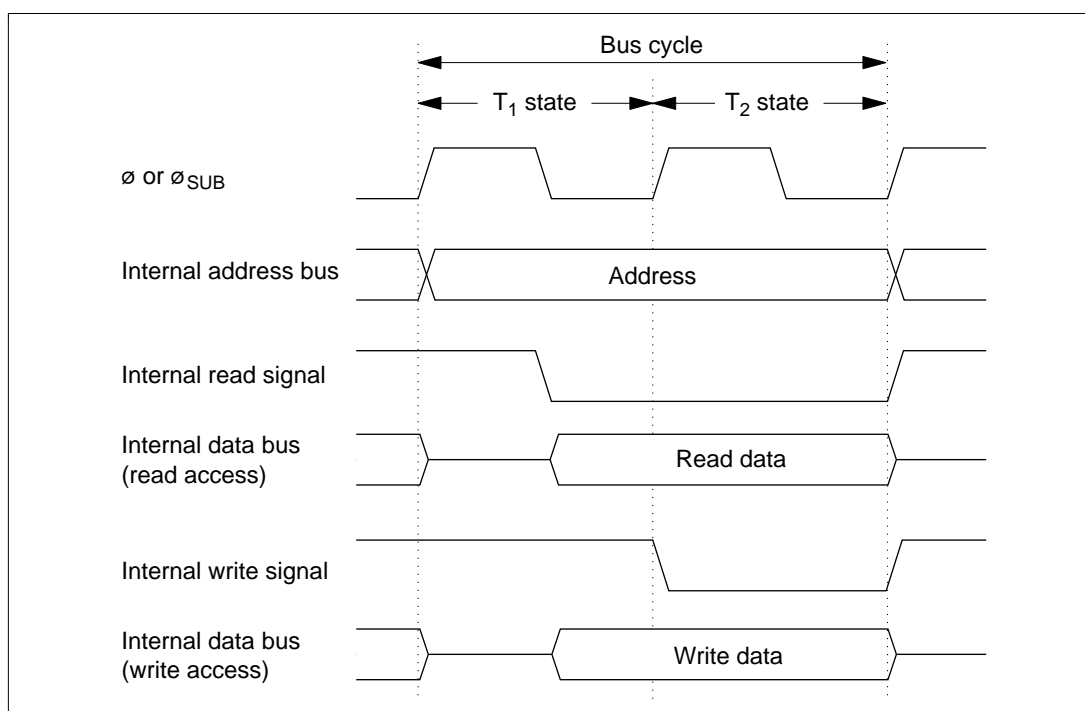 Bus cycle
T1 state
T2 state
ø or øSUB
Internal address bus
Address
Internal read signal
Internal data bus
(read access)
Read data
Internal write signal
Internal data bus
(write access)
Write data